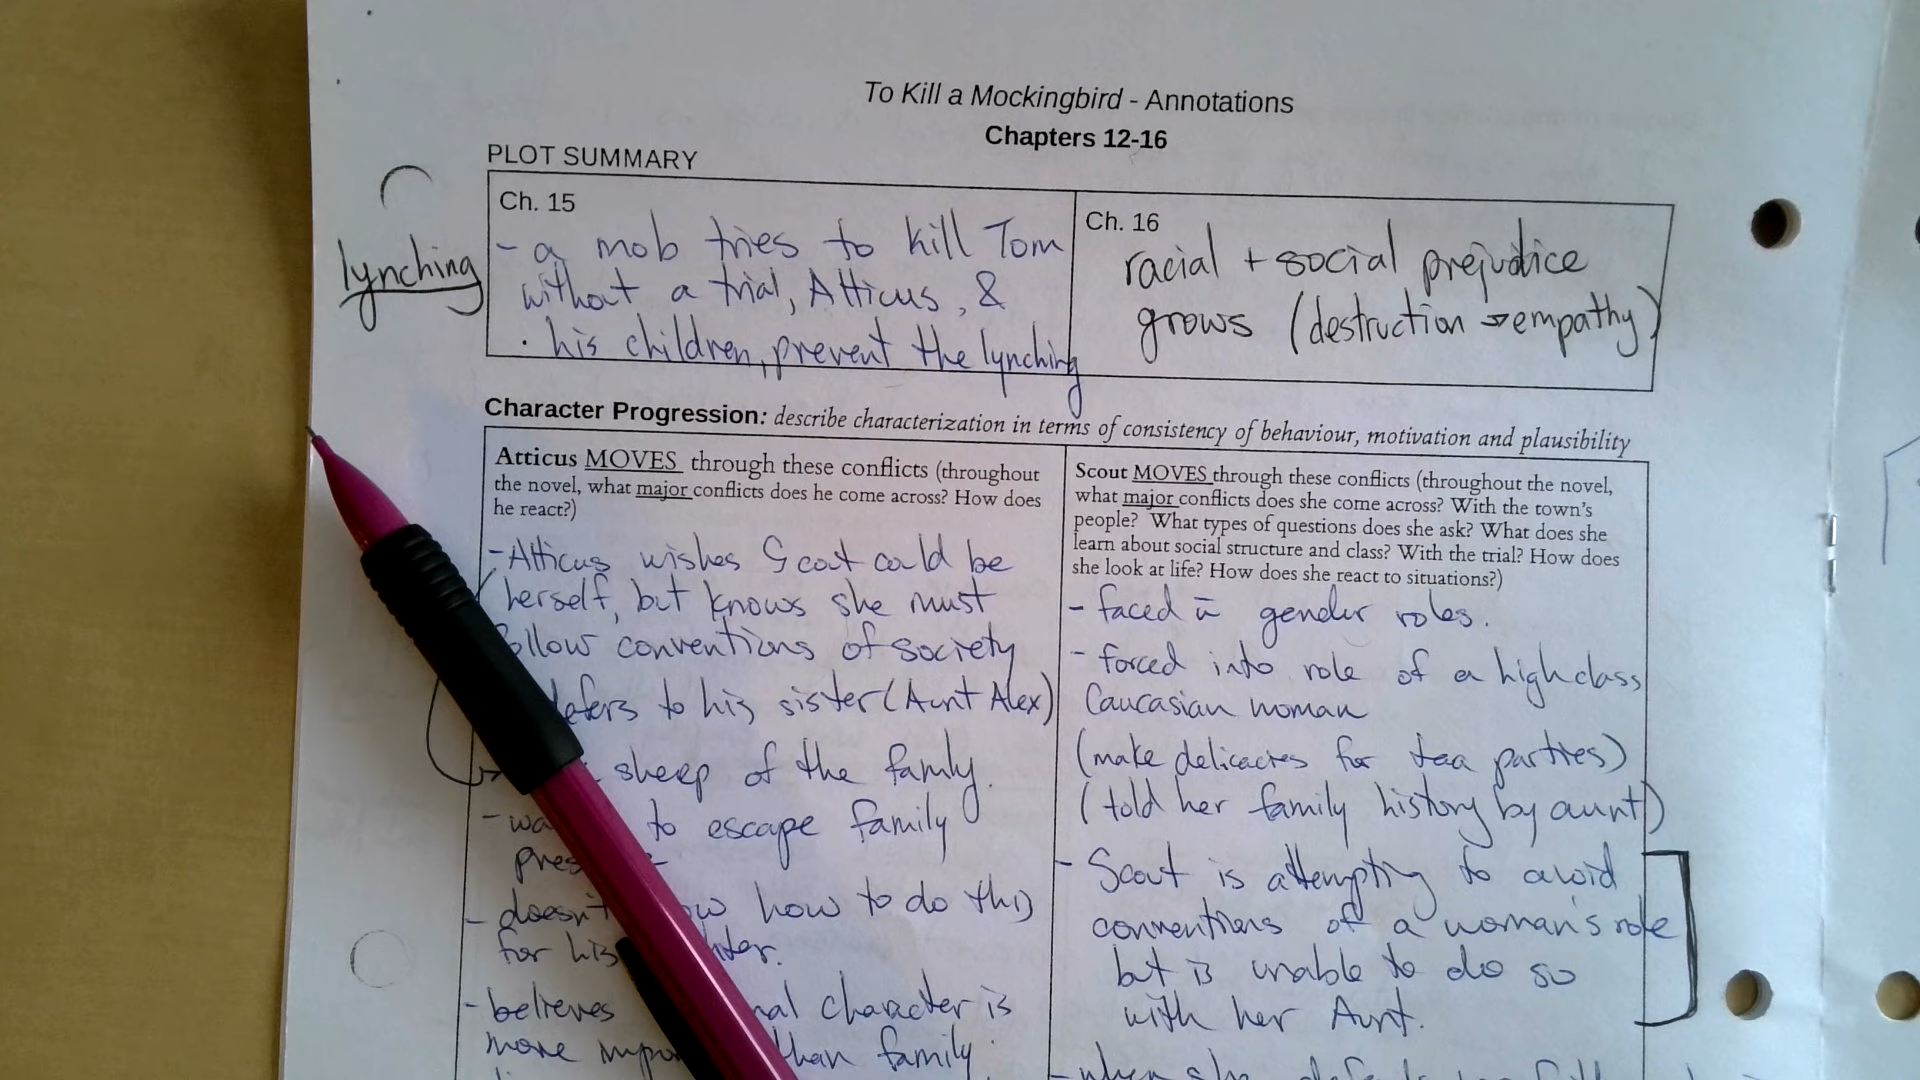 To Kill a Mockingbird - Annotations
Chapters 12-16
PLOT SUMMARY
lynching
Ch. 15
- a mob tries to kill Tom
without a trial, Atticus, &
his children, prevent the lynching
Ch. 16
racial + social prejudice
grows (destruction → empathy)
Character Progression: describe characterization in terms of consistency of behaviour, motivation and plausibility
Atticus MOVES through these conflicts (throughout
the novel, what major conflicts does he come across? How does
he react?)
- Atticus wishes Scout could be
herself, but knows she must
follow conventions of society
defers to his sister (Aunt Alex)
sheep of the family.
- to escape family
- doesn't how to do this
for his
- believes character is
more than family
Scout MOVES through these conflicts (throughout the novel,
what major conflicts does she come across? With the town's
people? What types of questions does she ask? What does she
learn about social structure and class? With the trial? How does
she look at life? How does she react to situations?)
- faced c̄ gender roles.
- forced into role of a high class
Caucasian woman
(make delicacies for tea parties)
(told her family history by aunt)
- Scout is attempting to avoid
conventions of a woman's role
but is unable to do so
with her Aunt.
- when she